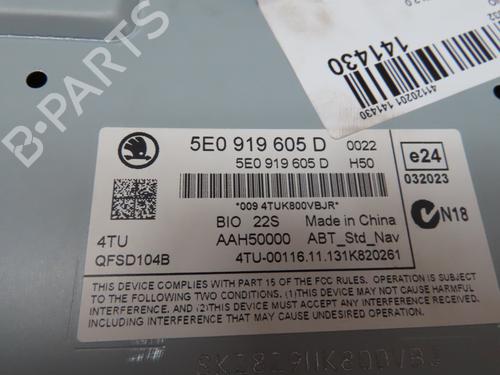 141430
41120201 141430
5E0 919 605 D 0022
5E0 919 605 D H50
*009 4TUK800VBJR*
BIO 22S Made in China
4TU AAH50000 ABT_Std_Nav
QFSD104B 4TU-00116.11.131K820261
e24
032023
N18
THIS DEVICE COMPLIES WITH PART 15 OF THE FCC RULES. OPERATION IS SUBJECT
TO THE FOLLOWING TWO CONDITIONS:(1)THIS DEVICE MAY NOT CAUSE HARMFUL
INTERFERENCE, AND(2)THIS DEVICE MUST ACCEPT ANY INTERFERENCE RECEIVED,
INCLUDING INTERFERENCE THAT MAY CAUSE UNDESIRED OPERATION.
B-PARTS